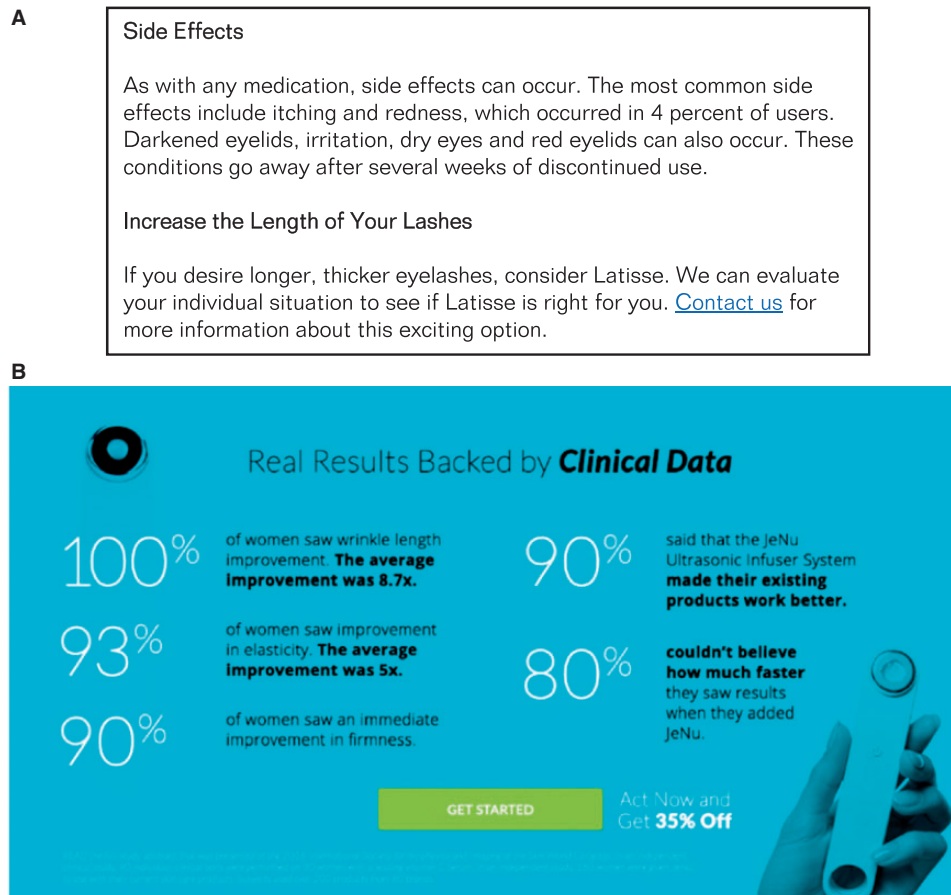 A
Side Effects
As with any medication, side effects can occur. The most common side
effects include itching and redness, which occurred in 4 percent of users.
Darkened eyelids, irritation, dry eyes and red eyelids can also occur. These
conditions go away after several weeks of discontinued use.
Increase the Length of Your Lashes
If you desire longer, thicker eyelashes, consider Latisse. We can evaluate
your individual situation to see if Latisse is right for you. Contact us for
more information about this exciting option.
B
Real Results Backed by Clinical Data
100%
of women saw wrinkle length
improvement. The average
improvement was 8.7x.
93%
of women saw improvement
in elasticity. The average
improvement was 5x.
90%
of women saw an immediate
improvement in firmness.
90%
said that the JeNu
Ultrasonic Infuser System
made their existing
products work better.
80%
couldn't believe
how much faster
they saw results
when they added
JeNu.
GET STARTED
Act Now and
Get 35% Off